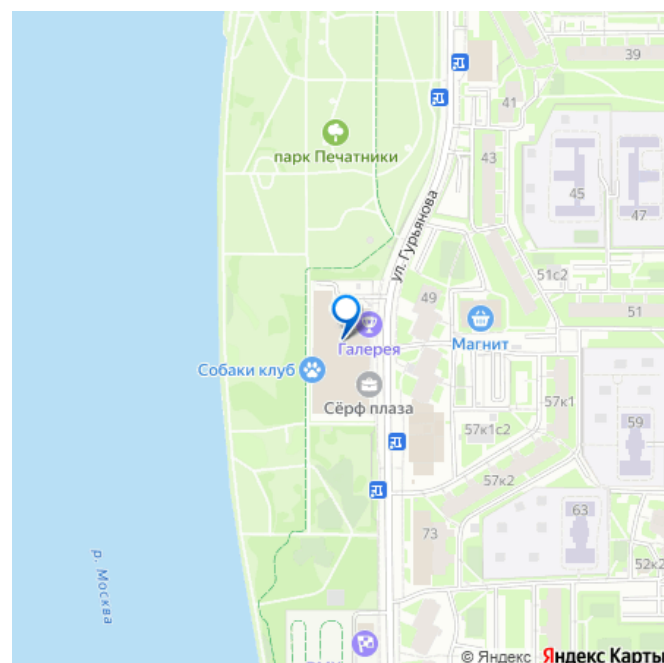 39
41
парк Печатники
43
45
47
ул. Гурьянова
51с2
49
51
Магнит
Галерея
Собаки клуб
Сёрф плаза
57к1
57к1с2
59
57к2
63
73
52к2
р. Москва
© Яндекс Яндекс Карты